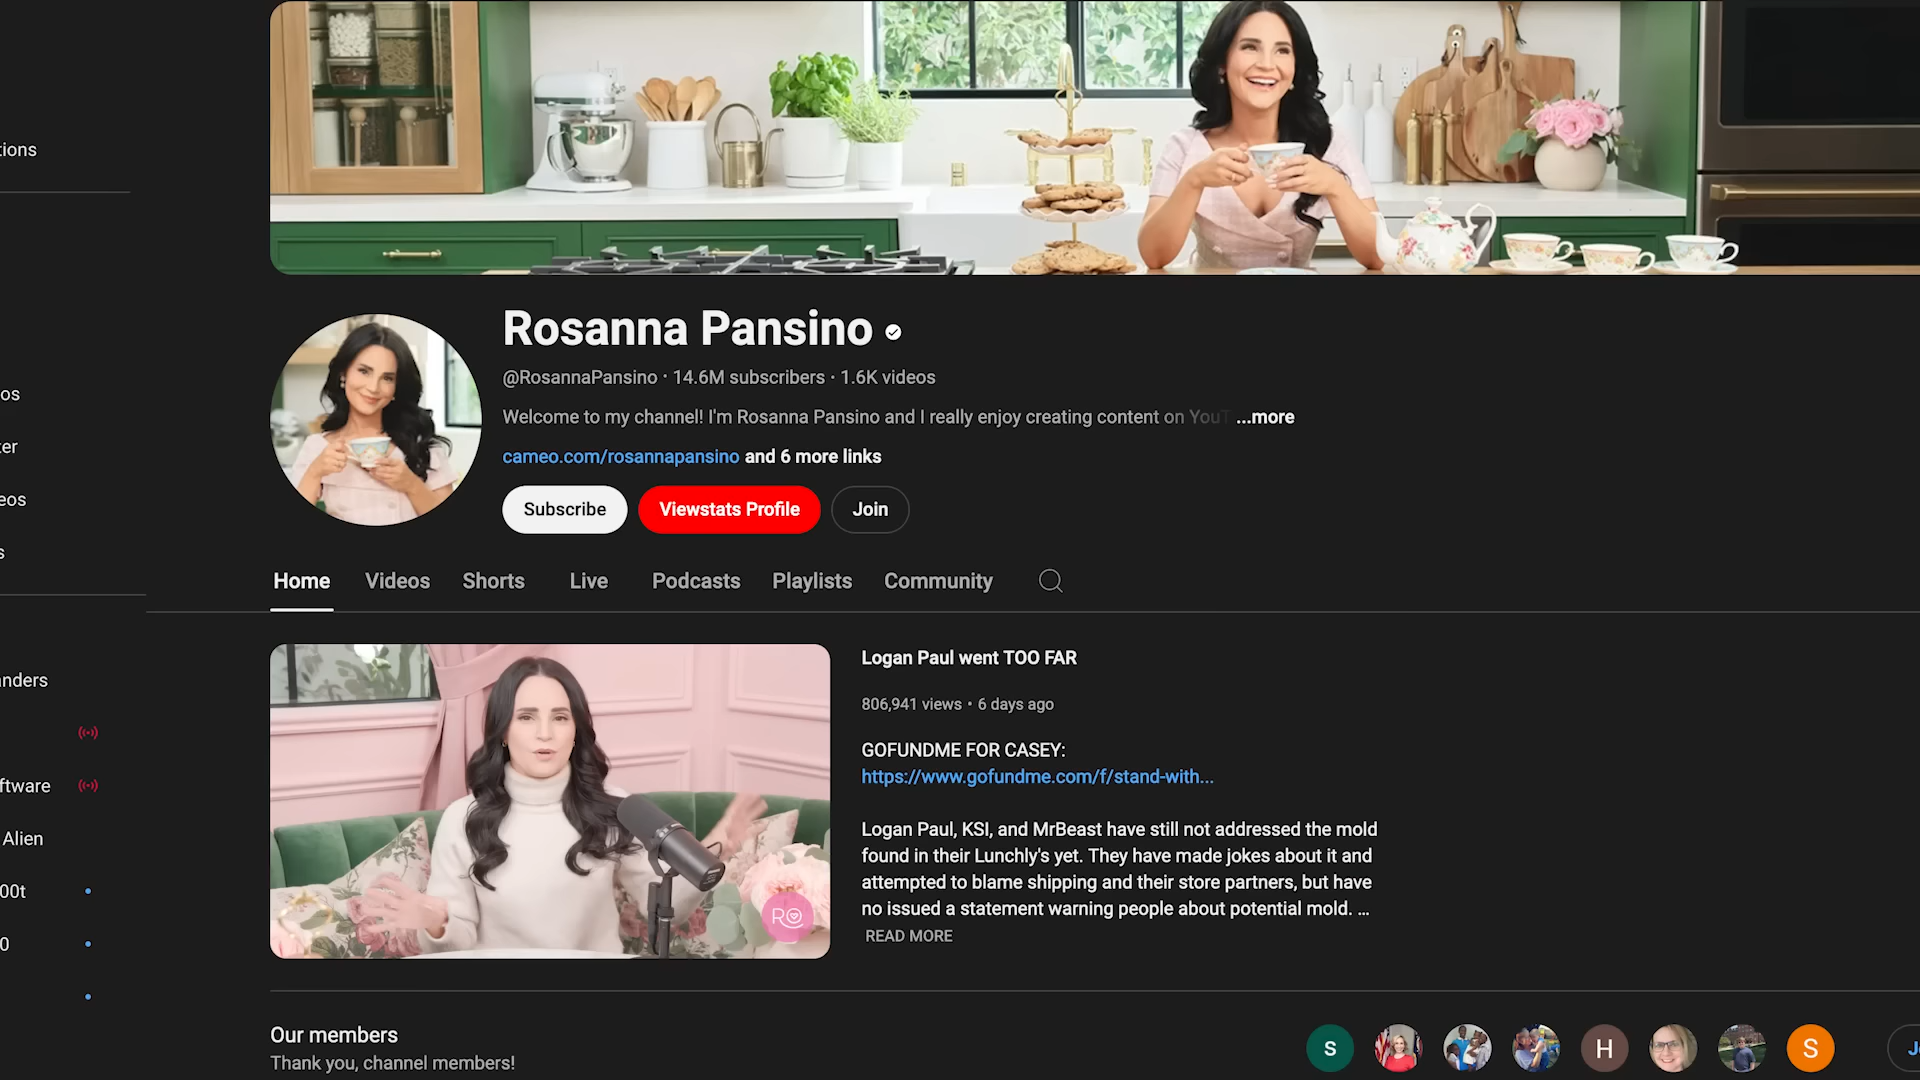 tions
Rosanna Pansino
@RosannaPansino · 14.6M subscribers · 1.6K videos
Welcome to my channel! I'm Rosanna Pansino and I really enjoy creating content on YouT ...more
cameo.com/rosannapansino and 6 more links
os
er
Subscribe Viewstats Profile Join
eos
s
Home Videos Shorts Live Podcasts Playlists Community
Logan Paul went TOO FAR
nders
806,941 views • 6 days ago
GOFUNDME FOR CASEY:
https://www.gofundme.com/f/stand-with...
ftware
Logan Paul, KSI, and MrBeast have still not addressed the mold
found in their Lunchly's yet. They have made jokes about it and
attempted to blame shipping and their store partners, but have
no issued a statement warning people about potential mold. ...
READ MORE
Alien
00t
RO
0
Our members
Thank you, channel members!
S
H
S